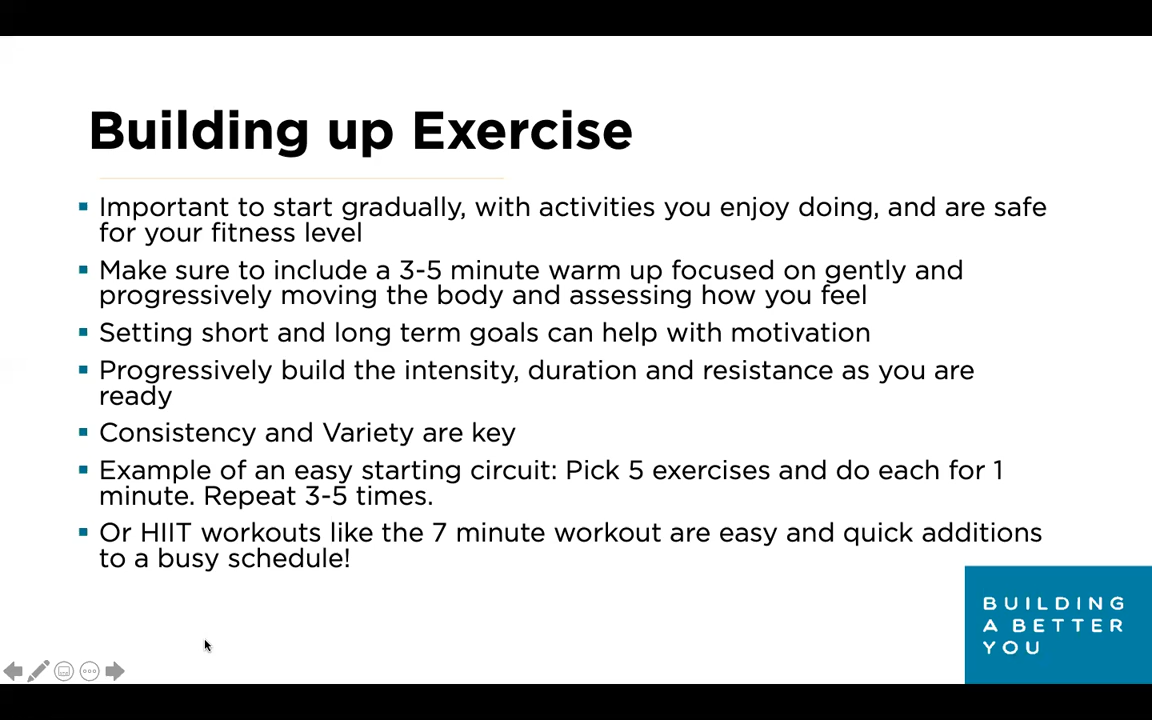 Building up Exercise
Important to start gradually, with activities you enjoy doing, and are safe
for your fitness level
Make sure to include a 3-5 minute warm up focused on gently and
progressively moving the body and assessing how you feel
Setting short and long term goals can help with motivation
Progressively build the intensity, duration and resistance as you are
ready
Consistency and Variety are key
Example of an easy starting circuit: Pick 5 exercises and do each for 1
minute. Repeat 3-5 times.
Or HIIT workouts like the 7 minute workout are easy and quick additions
to a busy schedule!
BUILDING
A BETTER
YOU